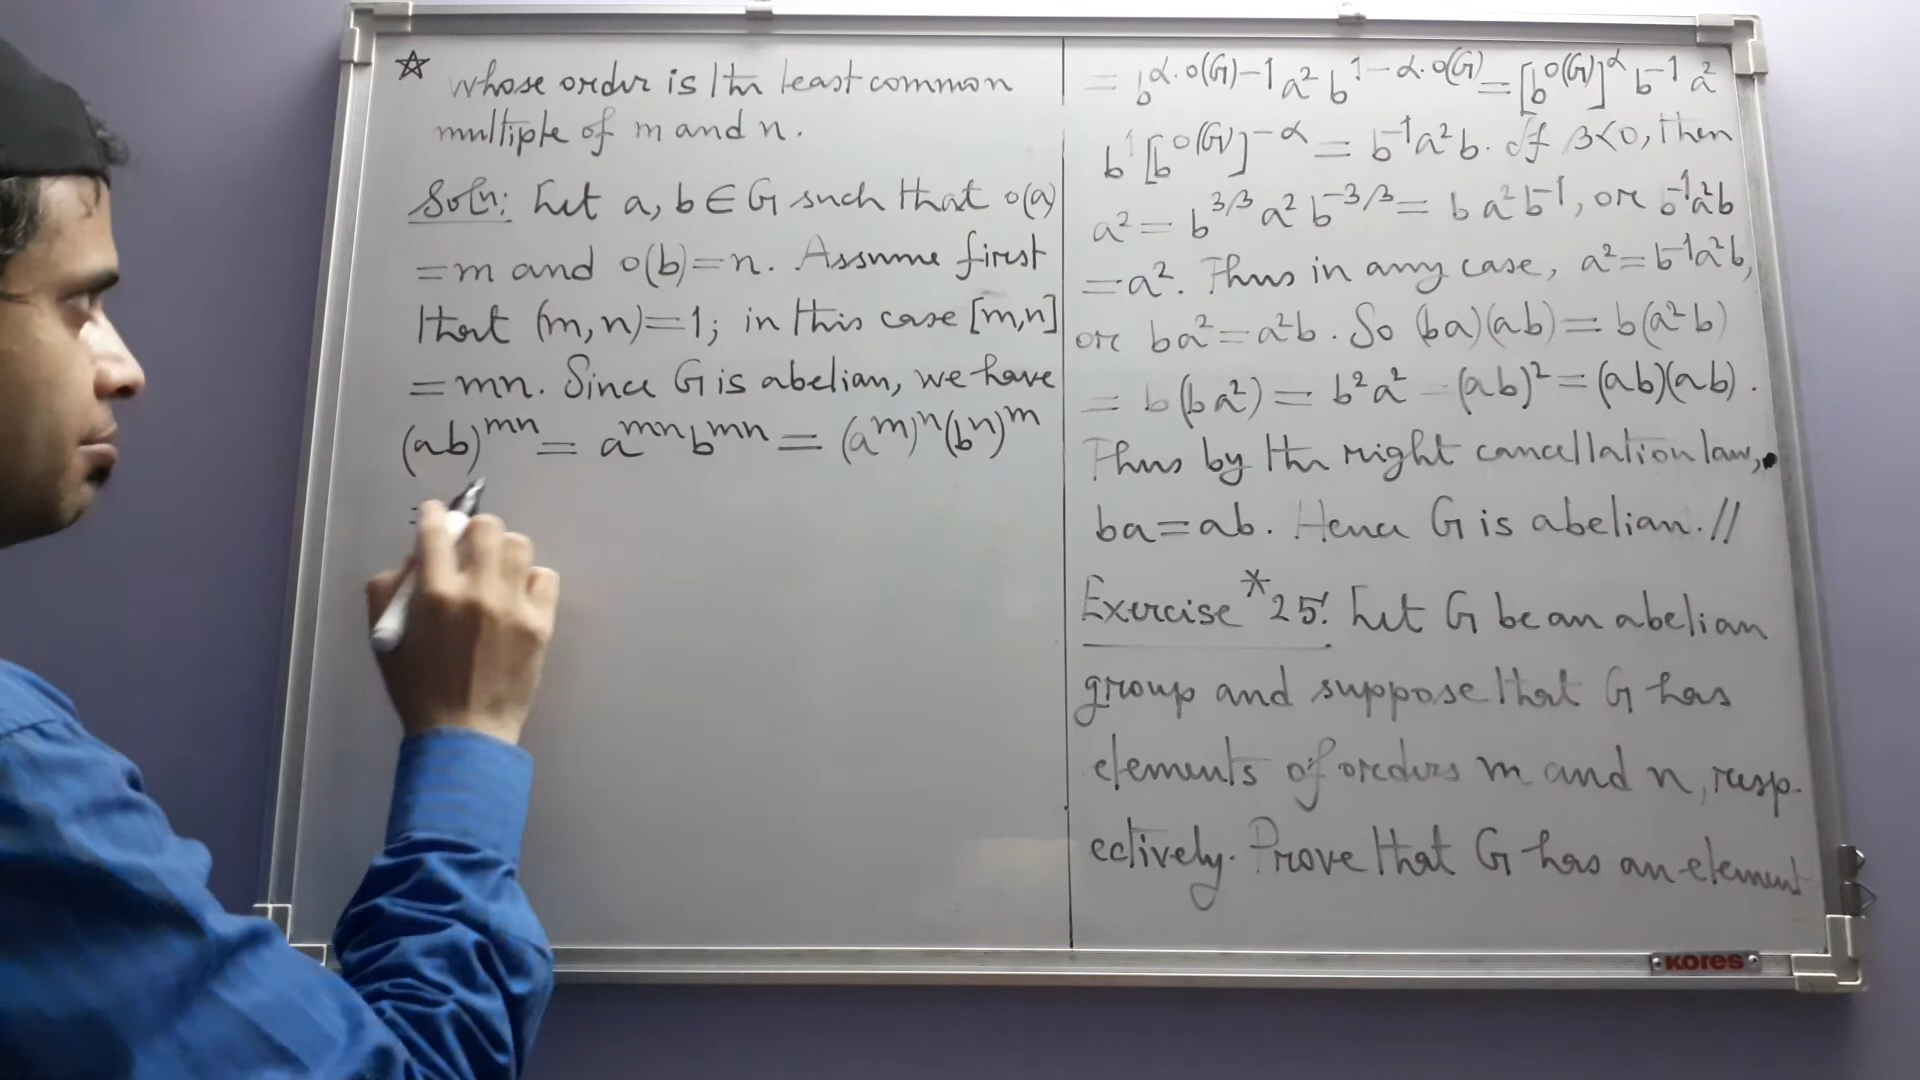 ☆ whose order is the least common
multiple of m and n.
Soln: Let a, b ∈ G such that o(a)
= m and o(b) = n. Assume first
that (m, n) = 1; in this case [m,n]
= mn. Since G is abelian, we have
(ab)^mn = a^mn b^mn = (a^m)^n (b^n)^m
=
= b^α·o(G)−1 a² b^1−α·o(G) = [b^o(G)]^α b^−1 a²
b^1 [b^o(G)]^−α = b^−1 a² b. If β<0, then
a² = b^3β a² b^−3β = b a² b^−1, or b^−1 a² b
= a². Thus in any case, a² = b^−1 a² b,
or ba² = a²b. So (ba)(ab) = b(a²b)
= b(ba²) = b²a² = (ab)² = (ab)(ab).
Thus by the right cancellation law,
ba = ab. Hence G is abelian.//
Exercise *25: Let G be an abelian
group and suppose that G has
elements of orders m and n, resp-
ectively. Prove that G has an element
KORES